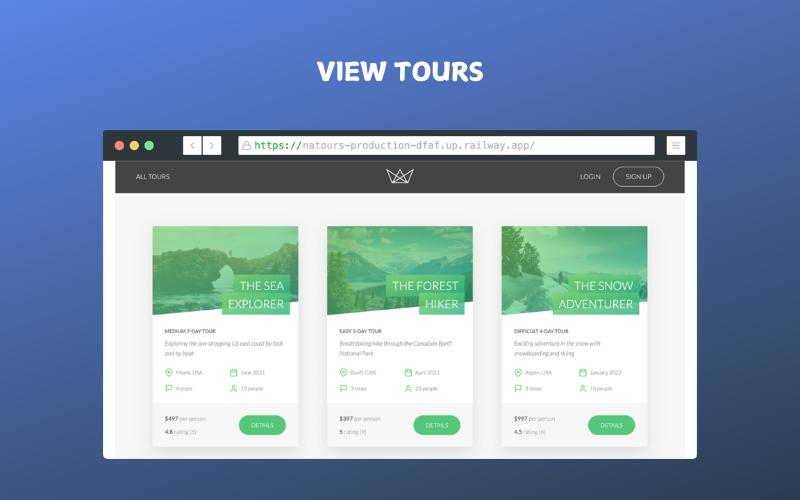 VIEW TOURS
https://natours-production-dfaf.up.railway.app/
ALL TOURS
LOGIN
SIGN UP
THE SEA
EXPLORER
MEDIUM 7-DAY TOUR
Exploring the jaw-dropping US east coast by foot
and by boat
Miami, USA
June 2021
4 stops
15 people
$497 per person
4.8 rating (6)
DETAILS
THE FOREST
HIKER
EASY 5-DAY TOUR
Breathtaking hike through the Canadian Banff
National Park
Banff, CAN
April 2021
3 stops
25 people
$397 per person
5 rating (9)
DETAILS
THE SNOW
ADVENTURER
DIFFICULT 4-DAY TOUR
Exciting adventure in the snow with
snowboarding and skiing
Aspen, USA
January 2022
2 stops
10 people
$997 per person
4.5 rating (6)
DETAILS